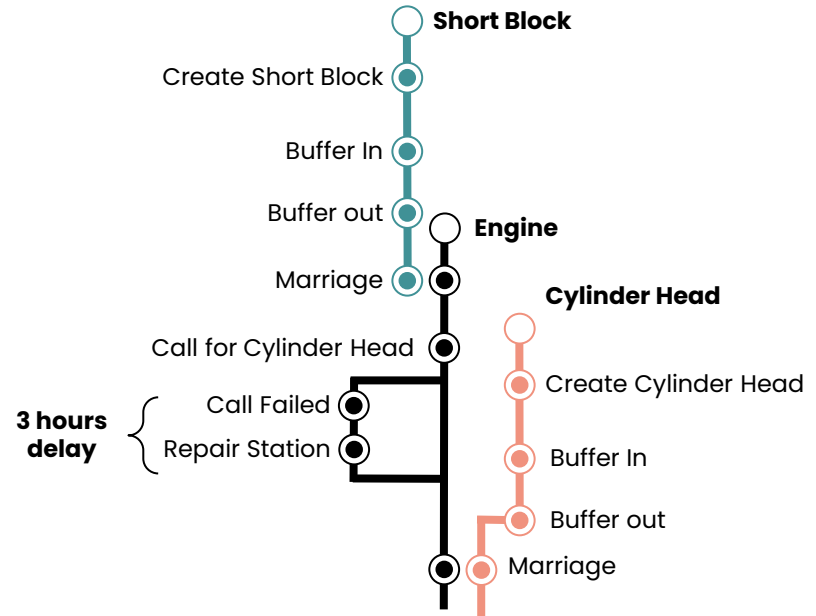 Short Block
Create Short Block
Buffer In
Buffer out
Engine
Marriage
Cylinder Head
Call for Cylinder Head
Create Cylinder Head
Call Failed
3 hours
delay
Repair Station
Buffer In
Buffer out
Marriage